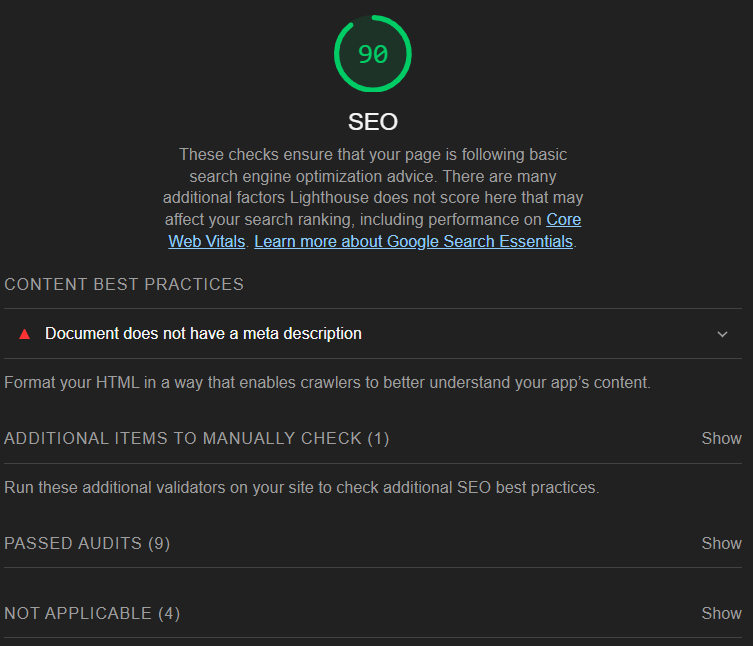 90
SEO
These checks ensure that your page is following basic
search engine optimization advice. There are many
additional factors Lighthouse does not score here that may
affect your search ranking, including performance on Core
Web Vitals. Learn more about Google Search Essentials.
CONTENT BEST PRACTICES
Document does not have a meta description
Format your HTML in a way that enables crawlers to better understand your app’s content.
ADDITIONAL ITEMS TO MANUALLY CHECK (1) Show
Run these additional validators on your site to check additional SEO best practices.
PASSED AUDITS (9) Show
NOT APPLICABLE (4) Show